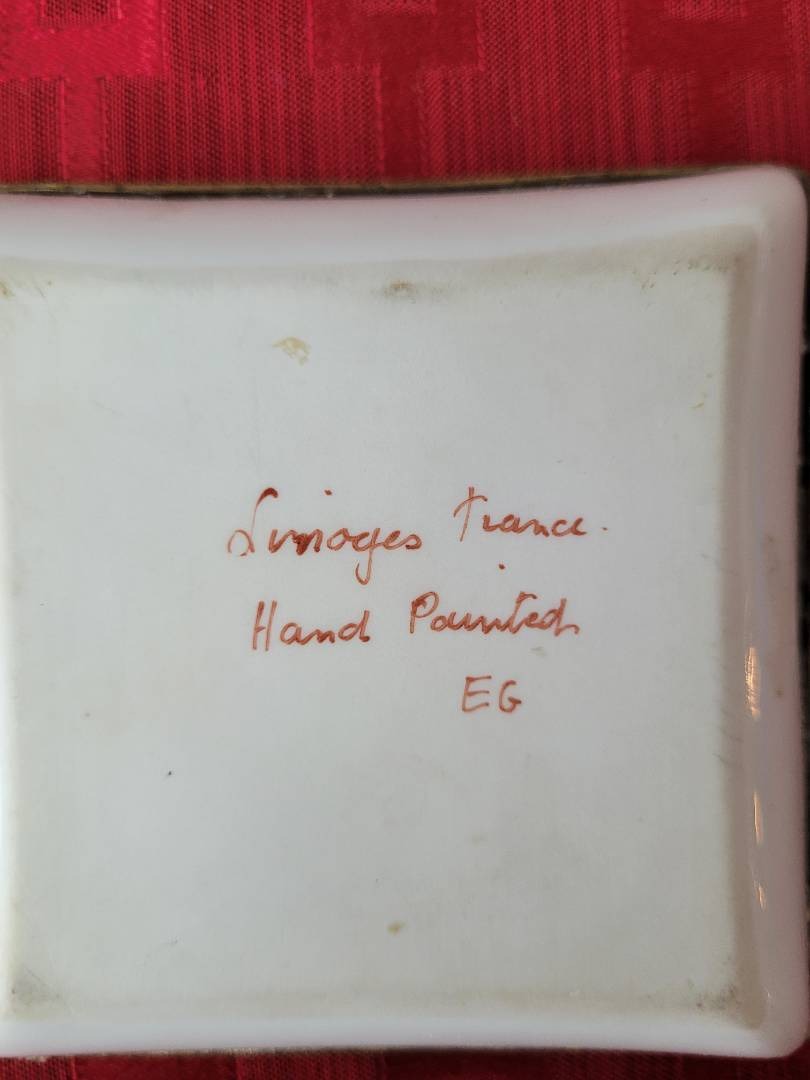 Limoges France.
Hand Painted
EG